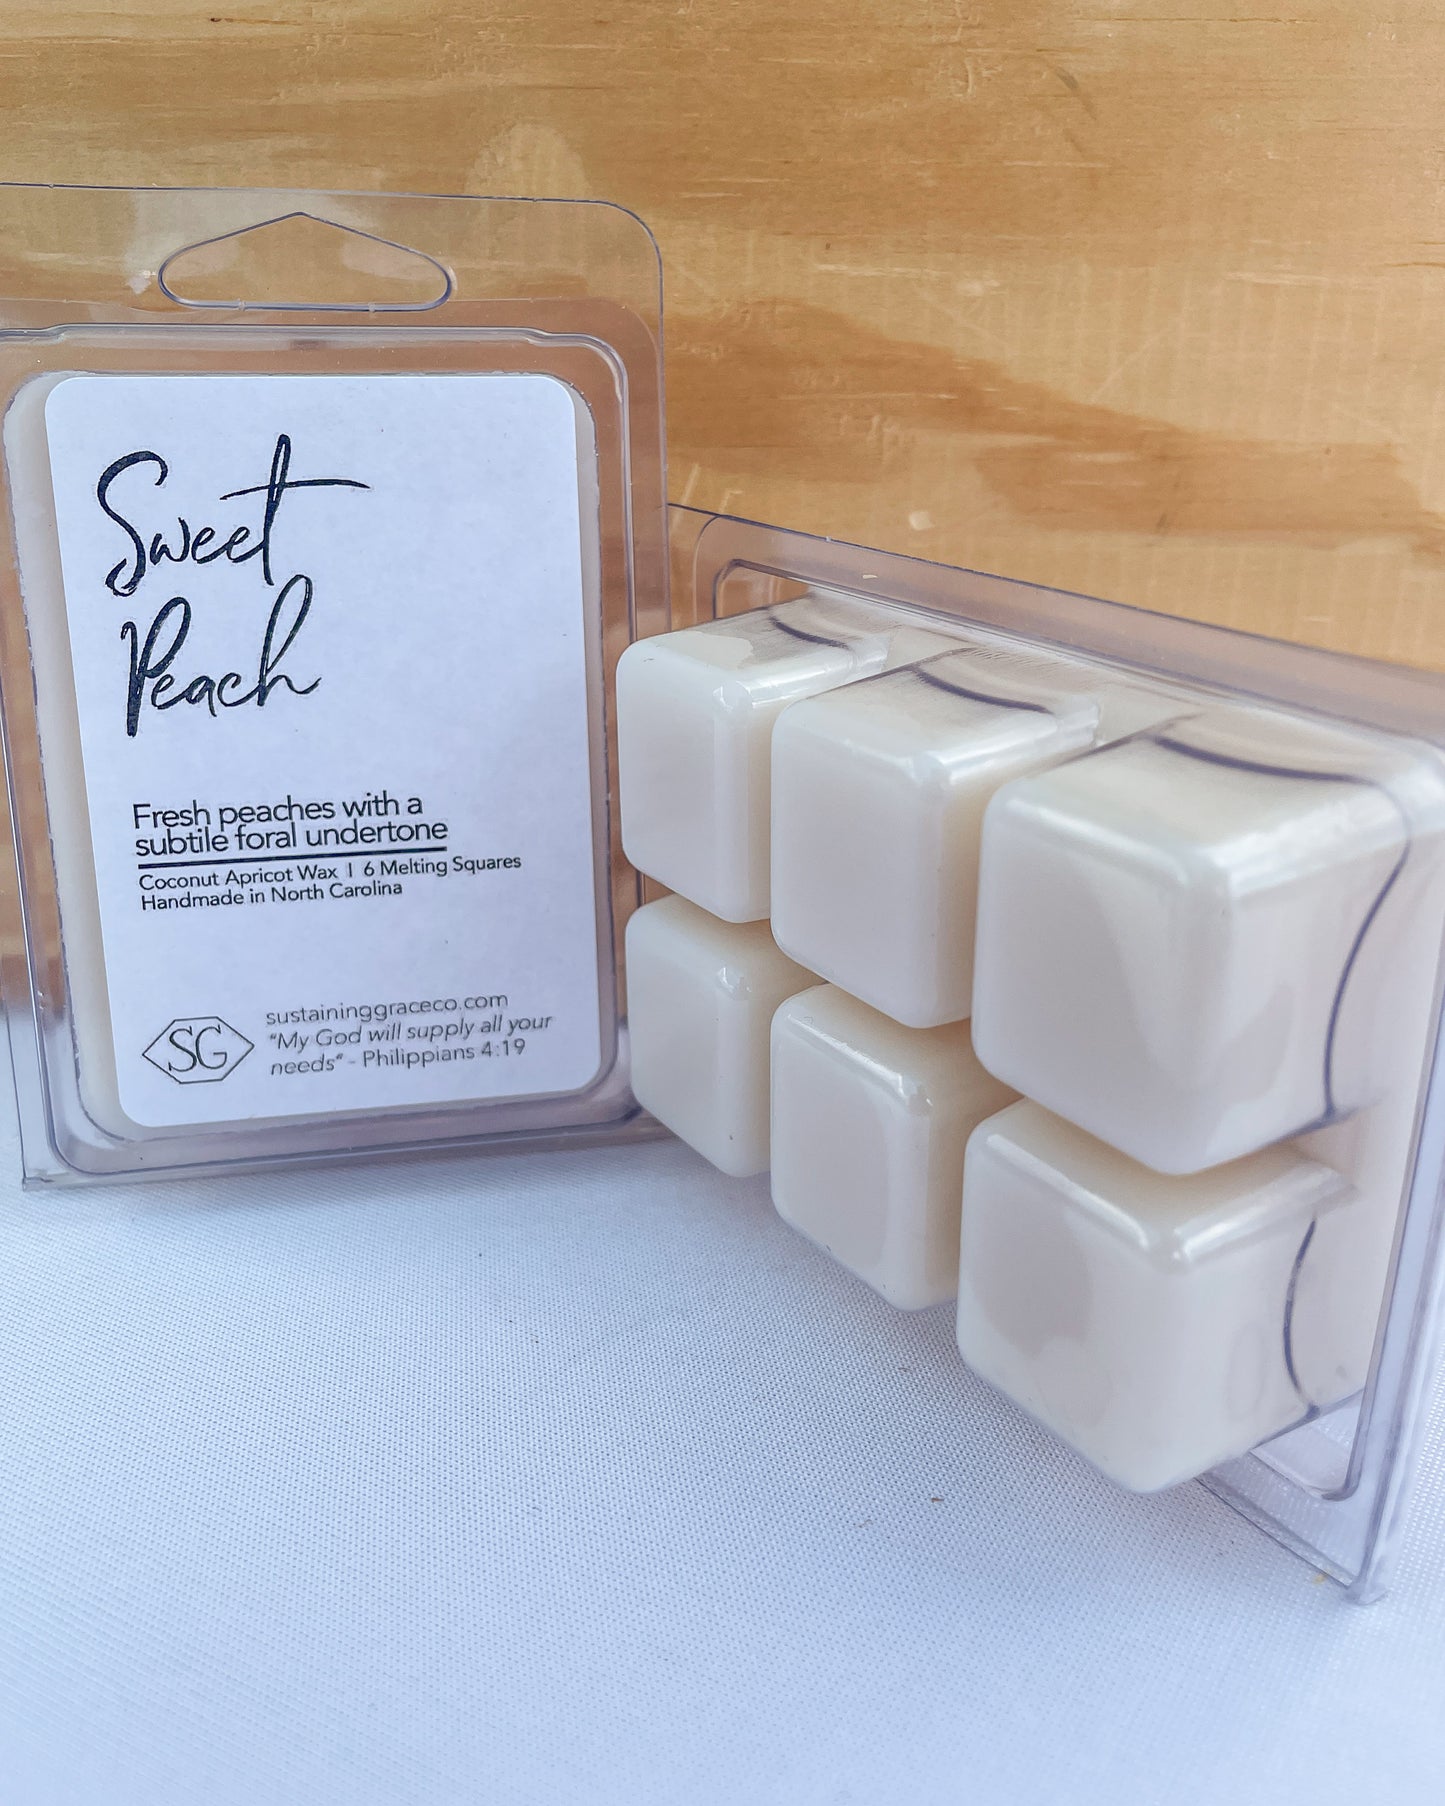 Sweet
Peach
Fresh peaches with a
subtile foral undertone
Coconut Apricot Wax | 6 Melting Squares
Handmade in North Carolina
SG
sustaininggraceco.com
"My God will supply all your
needs" - Philippians 4:19